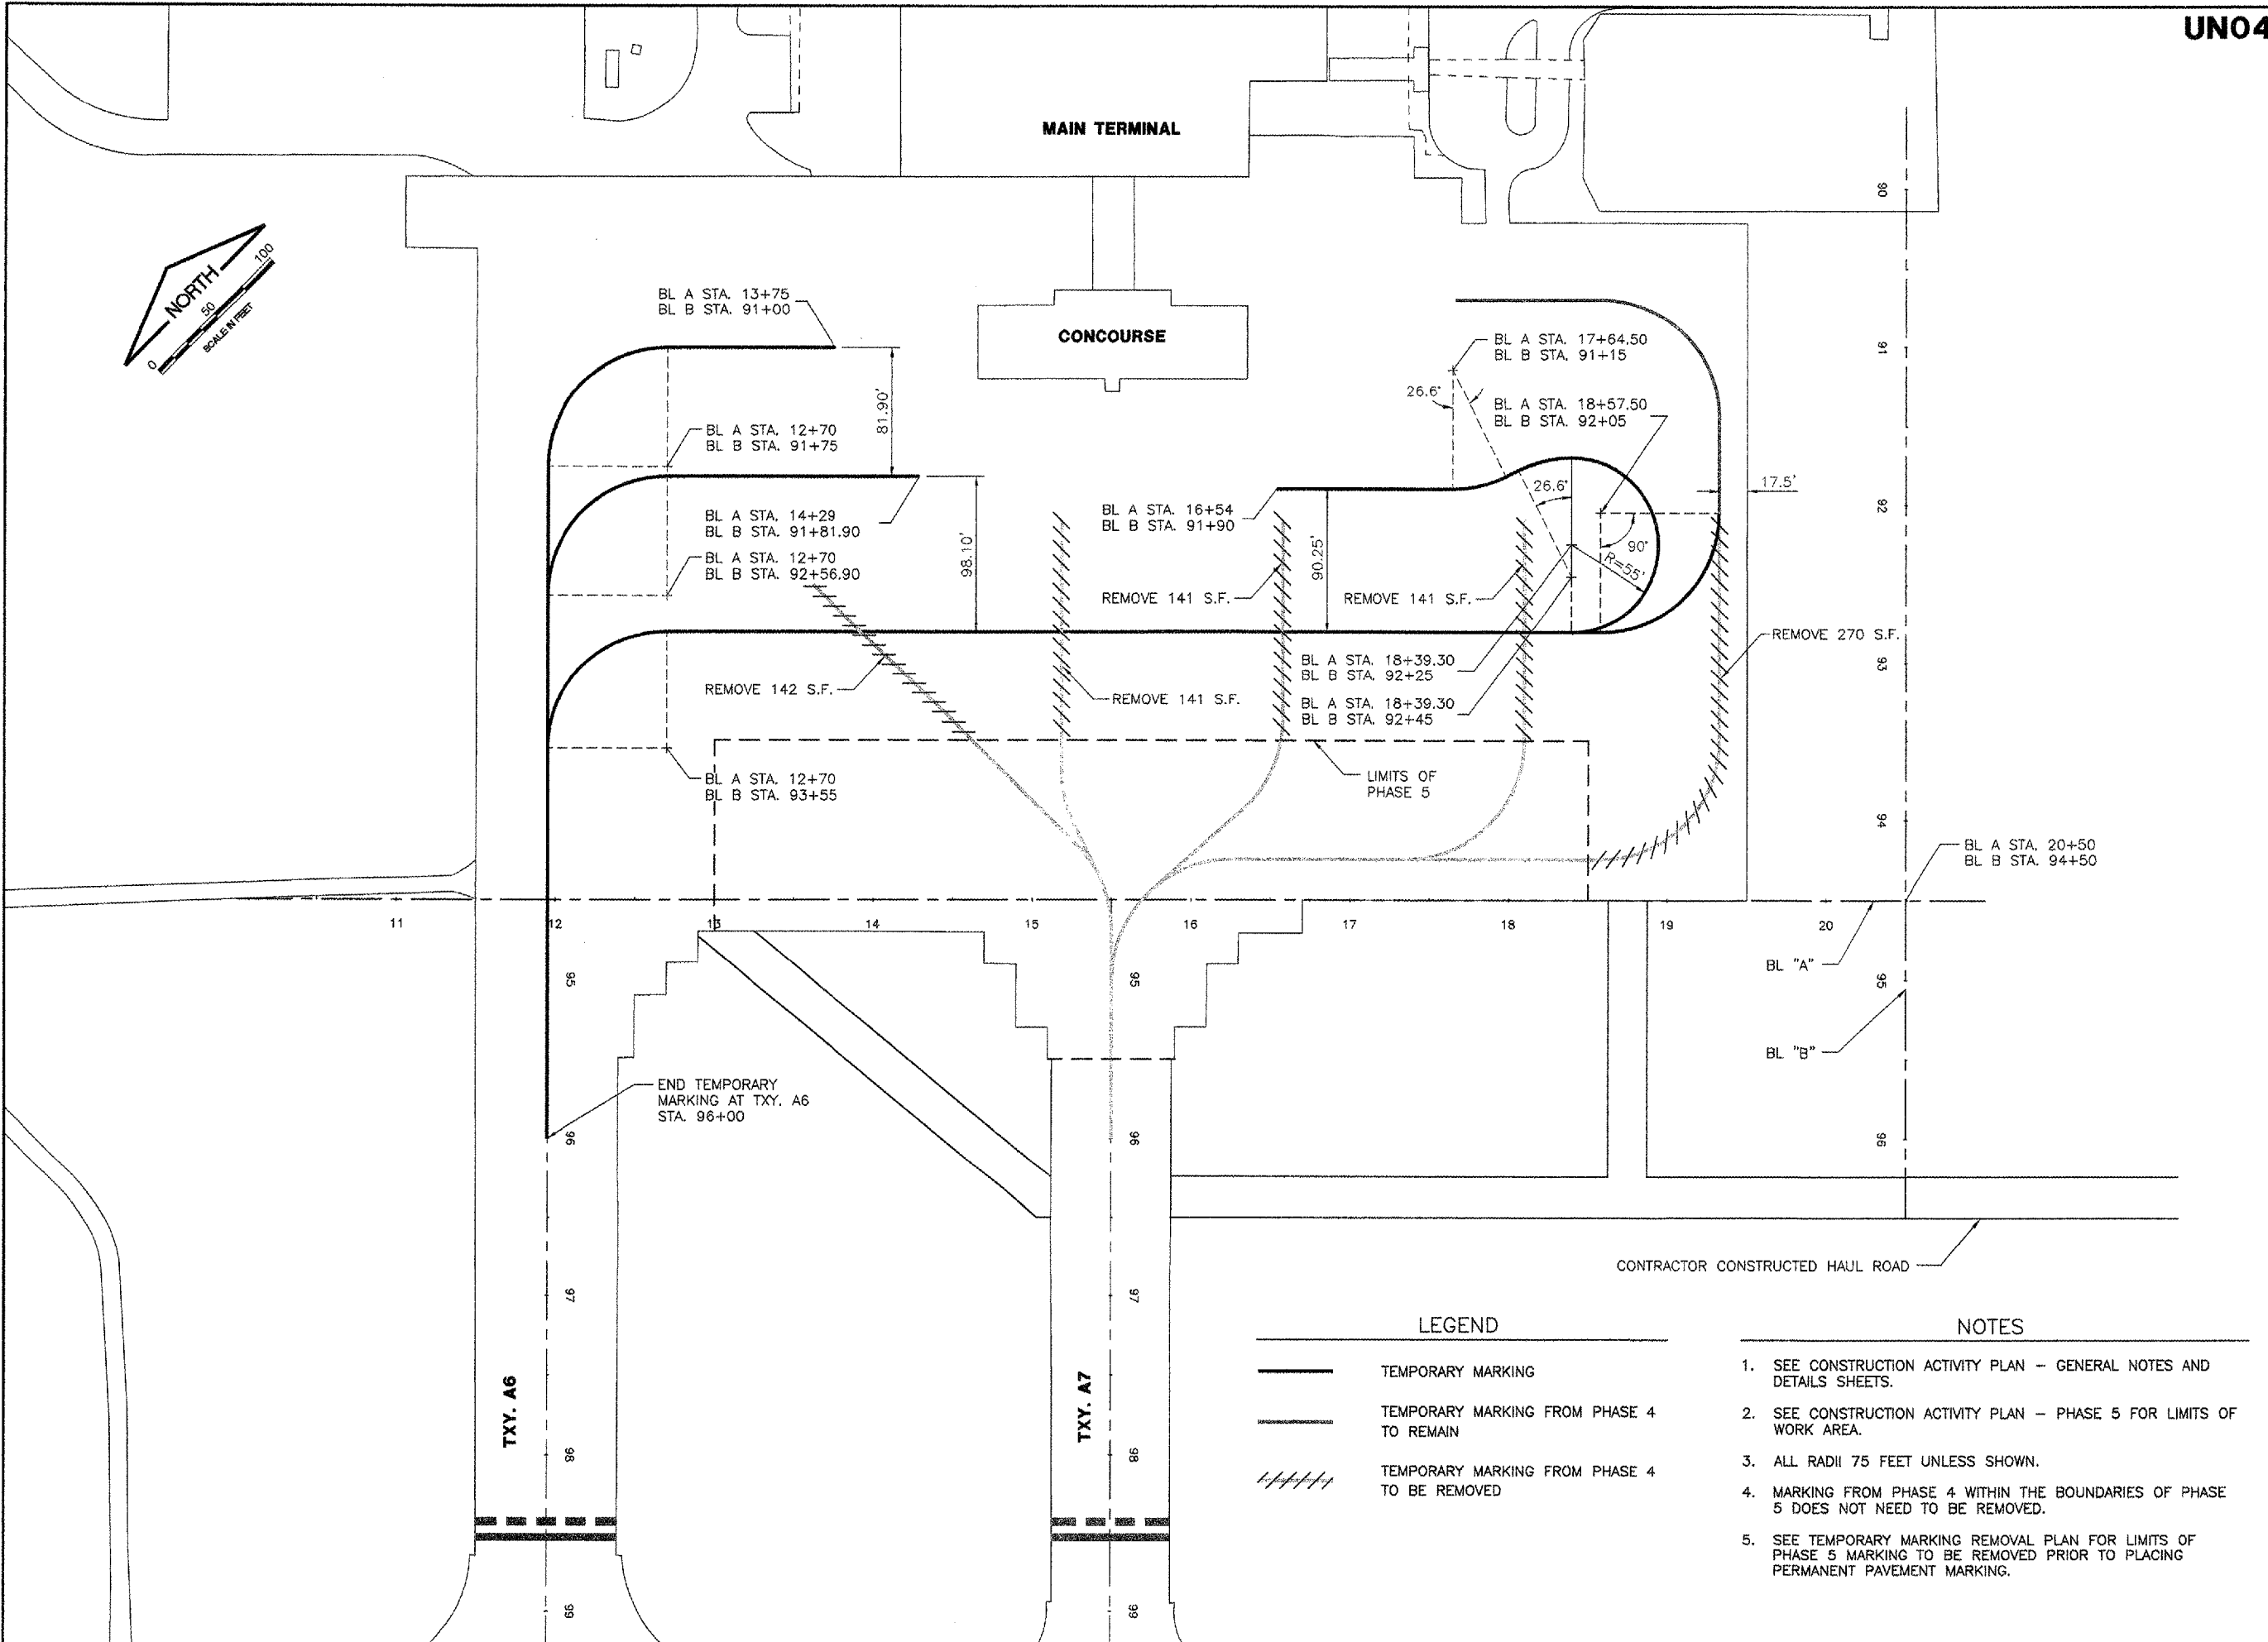 UN04
MAIN TERMINAL
NORTH
0
50
100
SCALE IN FEET
CONCOURSE
BL A STA. 13+75
BL B STA. 91+00
81.90'
BL A STA. 12+70
BL B STA. 91+75
BL A STA. 14+29
BL B STA. 91+81.90
BL A STA. 12+70
BL B STA. 92+56.90
98.10'
REMOVE 142 S.F.
BL A STA. 12+70
BL B STA. 93+55
BL A STA. 17+64.50
BL B STA. 91+15
26.6°
BL A STA. 18+57.50
BL B STA. 92+05
26.6°
17.5'
BL A STA. 16+54
BL B STA. 91+90
90°
R=55'
90.25'
REMOVE 141 S.F.
REMOVE 141 S.F.
REMOVE 270 S.F.
BL A STA. 18+39.30
BL B STA. 92+25
REMOVE 141 S.F.
BL A STA. 18+39.30
BL B STA. 92+45
LIMITS OF
PHASE 5
90
91
92
93
94
BL A STA. 20+50
BL B STA. 94+50
11
12
13
14
15
16
17
18
19
20
95
95
95
BL "A"
BL "B"
END TEMPORARY
MARKING AT TXY. A6
STA. 96+00
96
96
96
CONTRACTOR CONSTRUCTED HAUL ROAD
97
97
TXY. A6
TXY. A7
98
98
99
99
LEGEND
TEMPORARY MARKING
TEMPORARY MARKING FROM PHASE 4
TO REMAIN
TEMPORARY MARKING FROM PHASE 4
TO BE REMOVED
NOTES
1. SEE CONSTRUCTION ACTIVITY PLAN – GENERAL NOTES AND
DETAILS SHEETS.
2. SEE CONSTRUCTION ACTIVITY PLAN – PHASE 5 FOR LIMITS OF
WORK AREA.
3. ALL RADII 75 FEET UNLESS SHOWN.
4. MARKING FROM PHASE 4 WITHIN THE BOUNDARIES OF PHASE
5 DOES NOT NEED TO BE REMOVED.
5. SEE TEMPORARY MARKING REMOVAL PLAN FOR LIMITS OF
PHASE 5 MARKING TO BE REMOVED PRIOR TO PLACING
PERMANENT PAVEMENT MARKING.